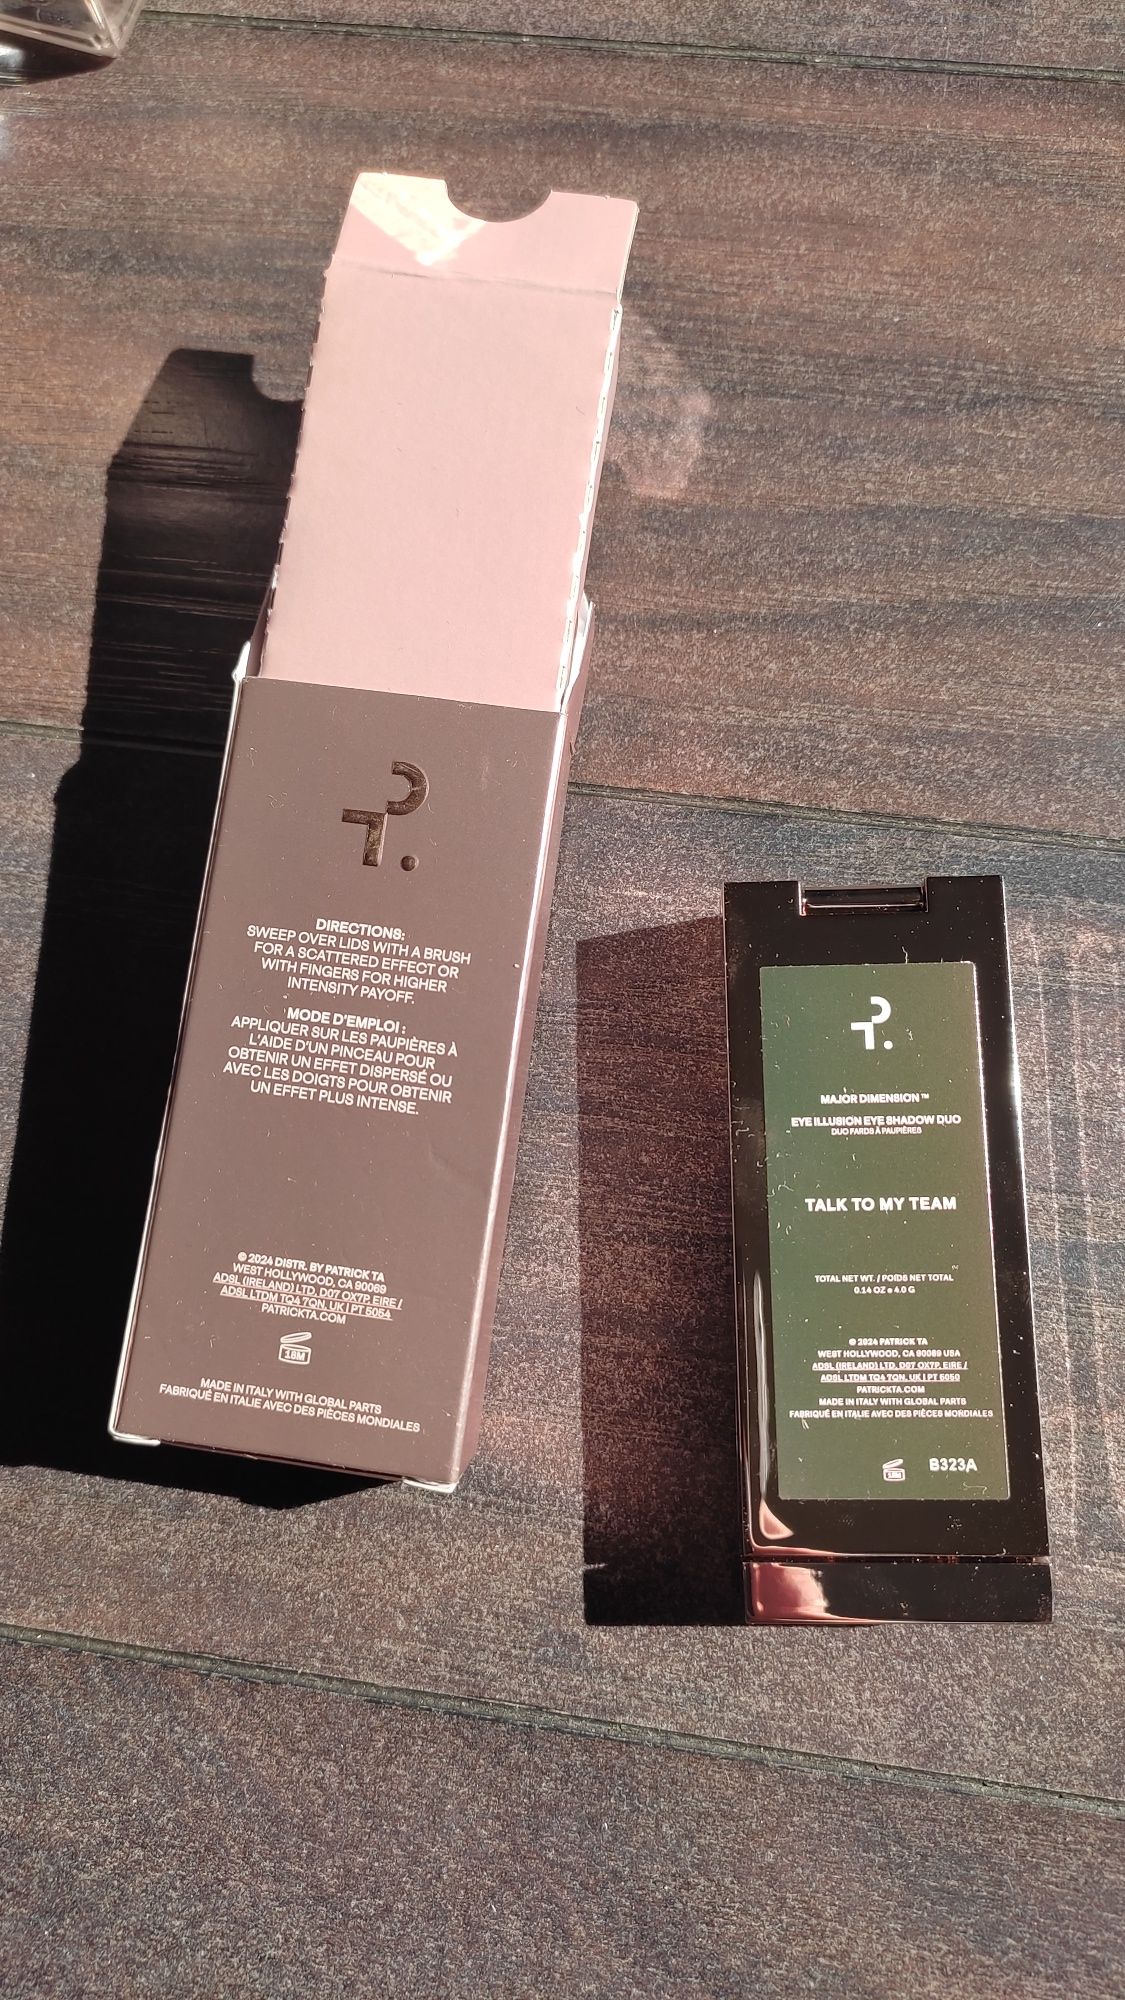 DIRECTIONS:
SWEEP OVER LIDS WITH A BRUSH
FOR A SCATTERED EFFECT OR
WITH FINGERS FOR HIGHER
INTENSITY PAYOFF.
MODE D'EMPLOI :
APPLIQUER SUR LES PAUPIÈRES À
L'AIDE D'UN PINCEAU POUR
OBTENIR UN EFFET DISPERSÉ OU
AVEC LES DOIGTS POUR OBTENIR
UN EFFET PLUS INTENSE.
© 2024 DISTR. BY PATRICK TA
WEST HOLLYWOOD, CA 90069
ADSL (IRELAND) LTD, D07 OX7P, EIRE /
ADSL LTDM TQ4 7QN, UK | PT 5054
PATRICKTA.COM
18M
MADE IN ITALY WITH GLOBAL PARTS
FABRIQUÉ EN ITALIE AVEC DES PIÈCES MONDIALES
MAJOR DIMENSION™
EYE ILLUSION EYE SHADOW DUO
DUO FARDS À PAUPIÈRES
TALK TO MY TEAM
TOTAL NET WT. / POIDS NET TOTAL
0.14 OZ e 4.0 G
© 2024 PATRICK TA
WEST HOLLYWOOD, CA 90069 USA
ADSL (IRELAND) LTD, D07 OX7P, EIRE /
ADSL LTDM TQ4 7QN, UK | PT 5050
PATRICKTA.COM
MADE IN ITALY WITH GLOBAL PARTS
FABRIQUÉ EN ITALIE AVEC DES PIÈCES MONDIALES
18M
B323A